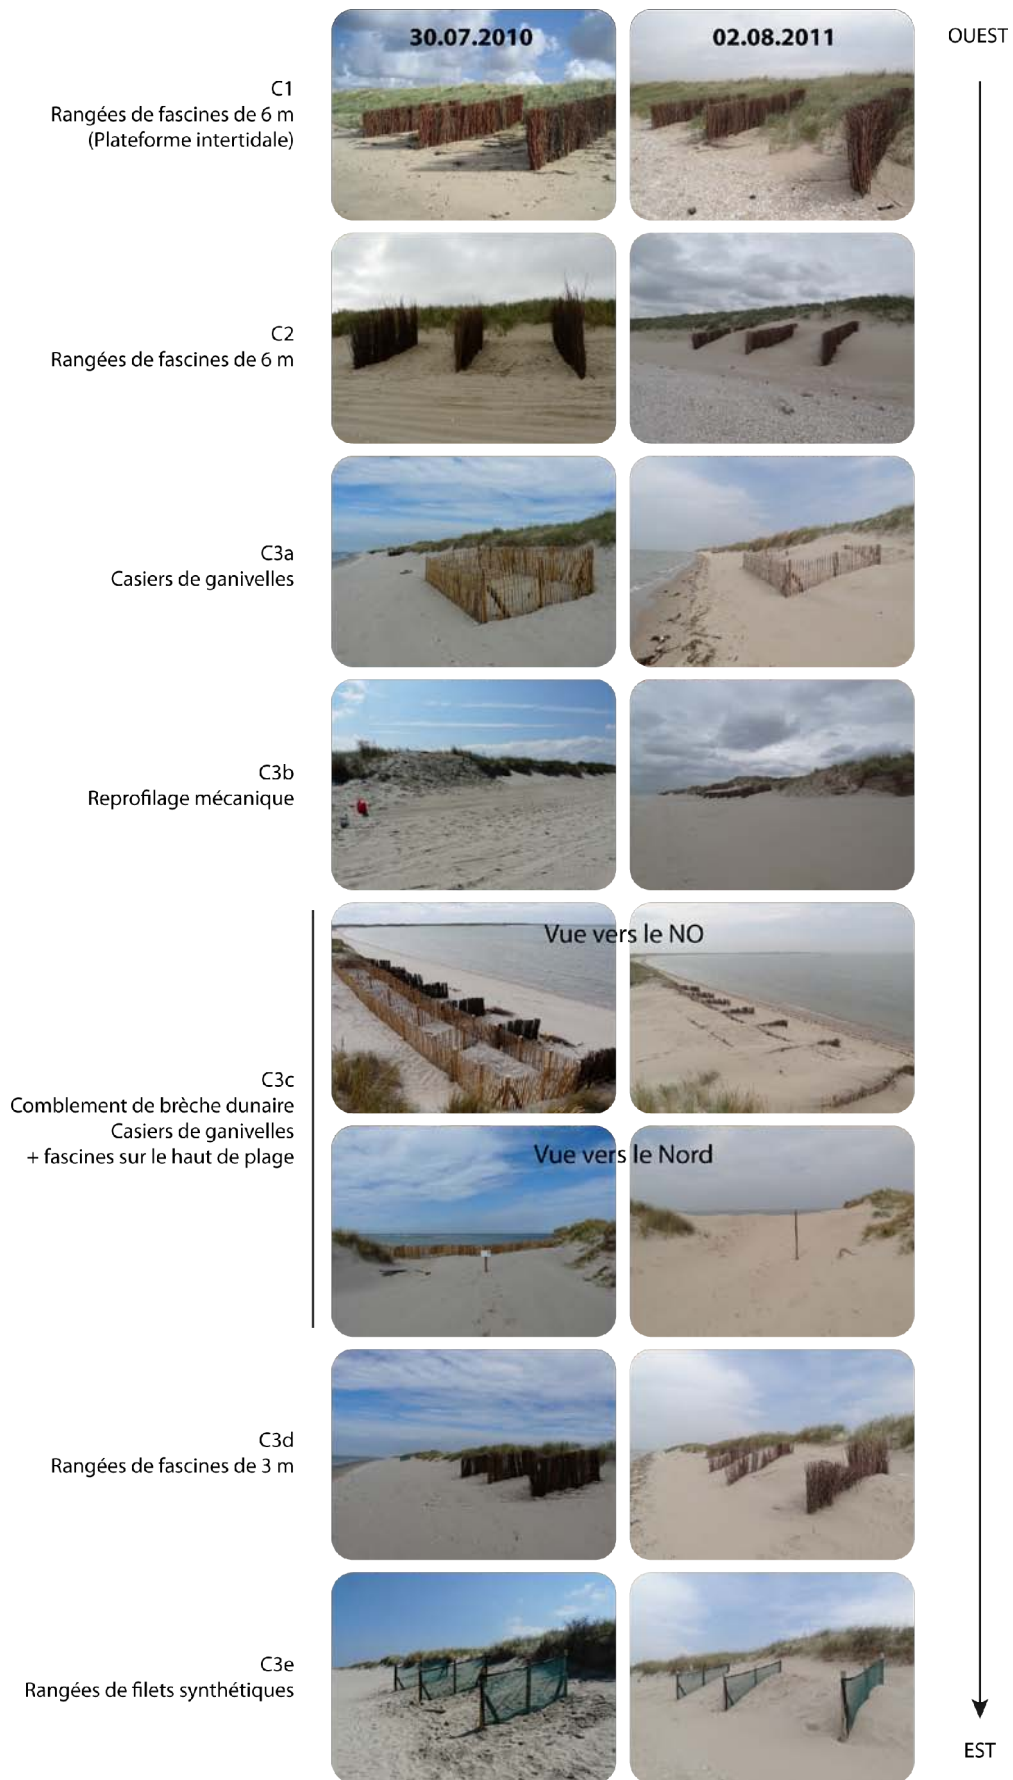 30.07.2010
02.08.2011
OUEST
C1
Rangées de fascines de 6 m
(Plateforme intertidale)
C2
Rangées de fascines de 6 m
C3a
Casiers de ganivelles
C3b
Reprofilage mécanique
Vue vers le NO
C3c
Comblement de brèche dunaire
Casiers de ganivelles
+ fascines sur le haut de plage
Vue vers le Nord
C3d
Rangées de fascines de 3 m
C3e
Rangées de filets synthétiques
EST